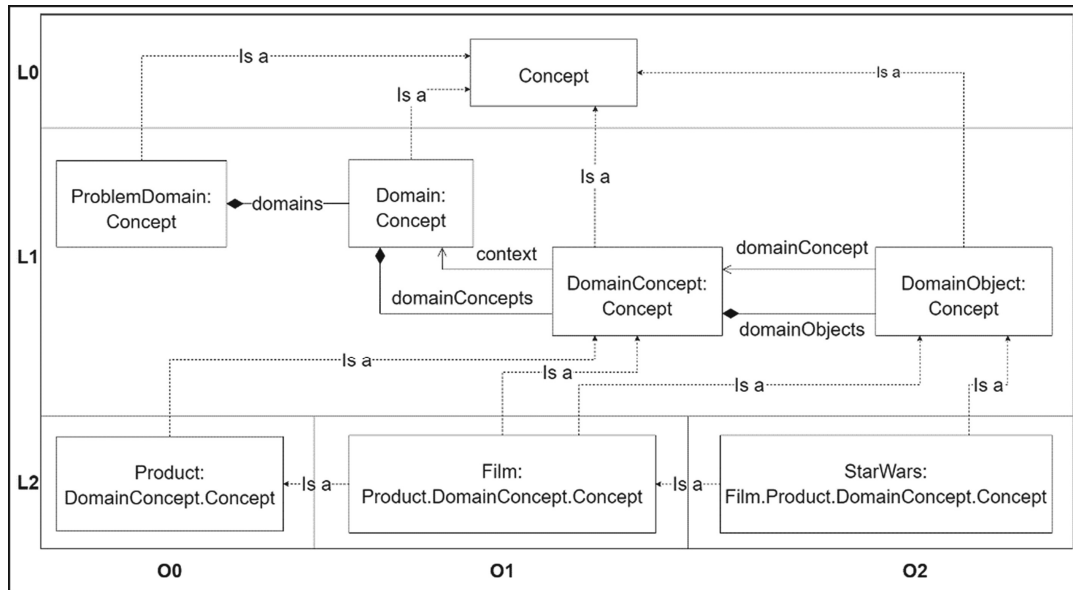 Is a
L0
Concept
Is a
Is a
Is a
ProblemDomain:
Concept
domains
Domain:
Concept
L1
context
domainConcepts
DomainConcept:
Concept
domainConcept
domainObjects
DomainObject:
Concept
Is a
Is a
Is a
Is a
L2
Product:
DomainConcept.Concept
Is a
Film:
Product.DomainConcept.Concept
Is a
StarWars:
Film.Product.DomainConcept.Concept
O0
O1
O2